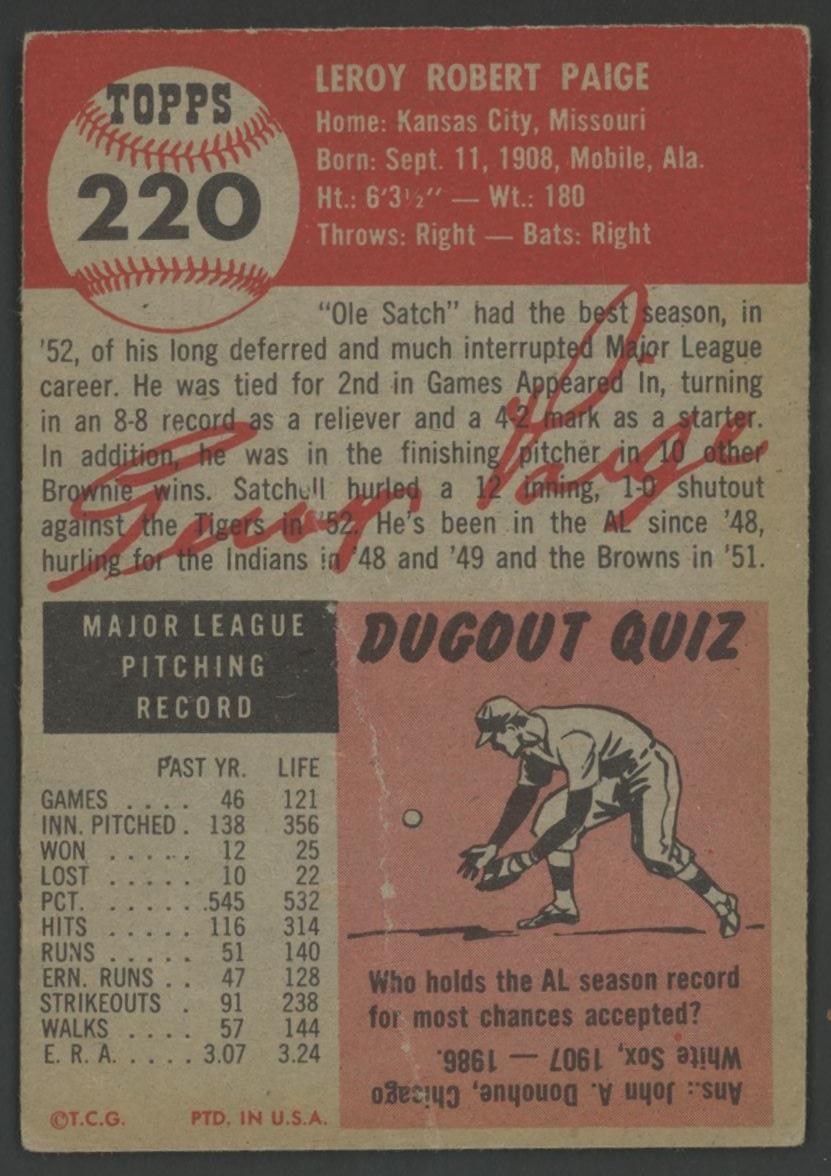 TOPPS
220
LEROY ROBERT PAIGE
Home: Kansas City, Missouri
Born: Sept. 11, 1908, Mobile, Ala.
Ht.: 6'3½" — Wt.: 180
Throws: Right — Bats: Right
"Ole Satch" had the best season, in
'52, of his long deferred and much interrupted Major League
career. He was tied for 2nd in Games Appeared In, turning
in an 8-8 record as a reliever and a 4-2 mark as a starter.
In addition, he was in the finishing pitcher in 10 other
Brownie wins. Satchell hurled a 12 inning, 1-0 shutout
against the Tigers in '52. He's been in the AL since '48,
hurling for the Indians in '48 and '49 and the Browns in '51.
Paige
MAJOR LEAGUE
PITCHING
RECORD
PAST YR. LIFE
GAMES . . . . 46 121
INN. PITCHED . 138 356
WON . . . . . 12 25
LOST . . . . . 10 22
PCT. . . . . . .545 532
HITS . . . . . 116 314
RUNS . . . . . 51 140
ERN. RUNS . . 47 128
STRIKEOUTS . 91 238
WALKS . . . . 57 144
E. R. A. . . . . 3.07 3.24
©T.C.G. PTD. IN U.S.A.
DUGOUT QUIZ
Who holds the AL season record
for most chances accepted?
Ans.: John A. Donohue, Chicago
White Sox, 1907 — 1986.